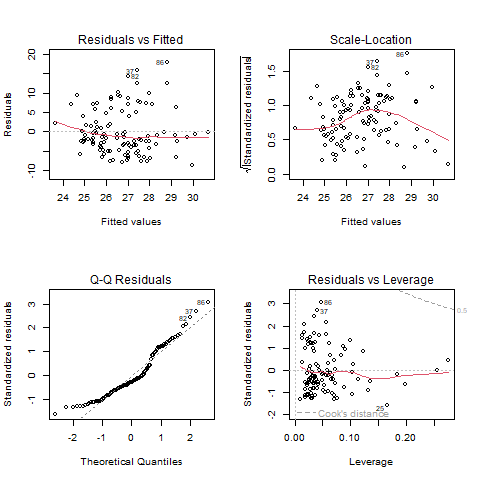 Residuals vs Fitted
Residuals
-10 0 5 10 20
37
82
86
24 25 26 27 28 29 30
Fitted values
Scale-Location
√|Standardized residuals|
0.0 0.5 1.0 1.5
37
82
86
24 25 26 27 28 29 30
Fitted values
Q-Q Residuals
Standardized residuals
-1 0 1 2 3
82
37
86
-2 -1 0 1 2
Theoretical Quantiles
Residuals vs Leverage
Standardized residuals
-2 -1 0 1 2 3
86
37
25
Cook's distance
0.5
0.00 0.10 0.20
Leverage